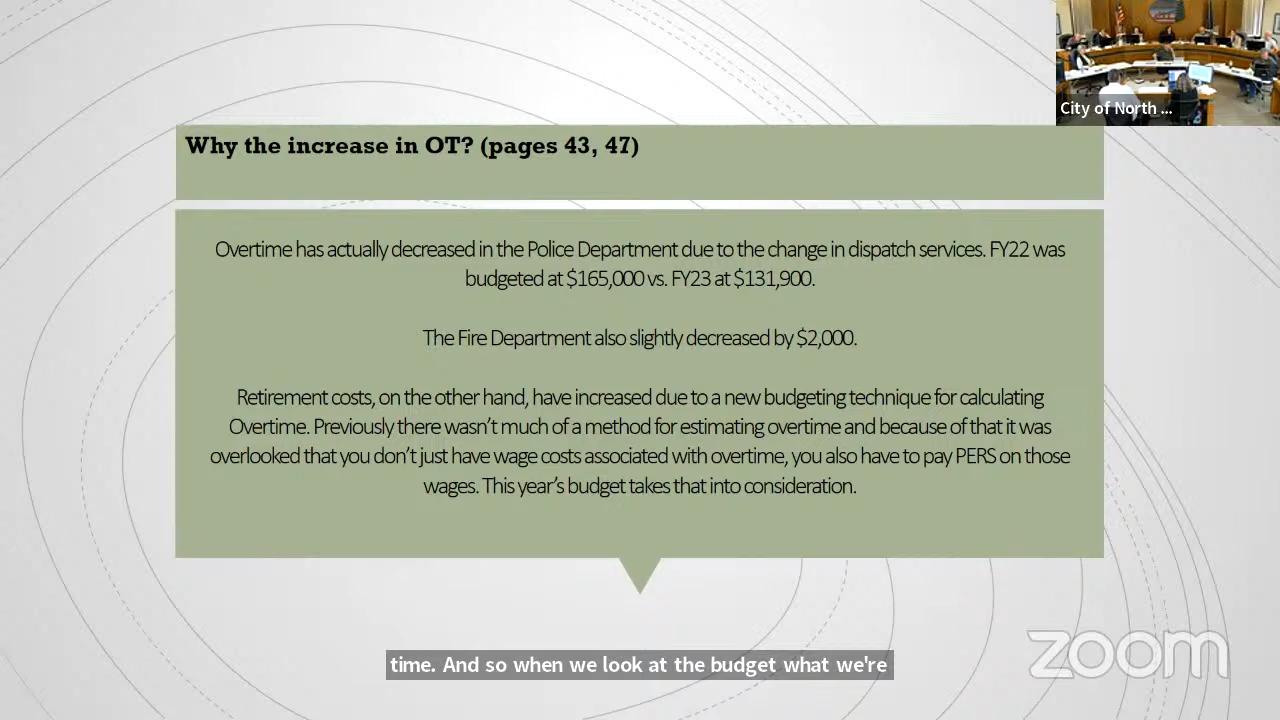 City of North ...
Why the increase in OT? (pages 43, 47)
Overtime has actually decreased in the Police Department due to the change in dispatch services. FY22 was
budgeted at $165,000 vs. FY23 at $131,900.
The Fire Department also slightly decreased by $2,000.
Retirement costs, on the other hand, have increased due to a new budgeting technique for calculating
Overtime. Previously there wasn't much of a method for estimating overtime and because of that it was
overlooked that you don't just have wage costs associated with overtime, you also have to pay PERS on those
wages. This year's budget takes that into consideration.
time. And so when we look at the budget what we're
zoom